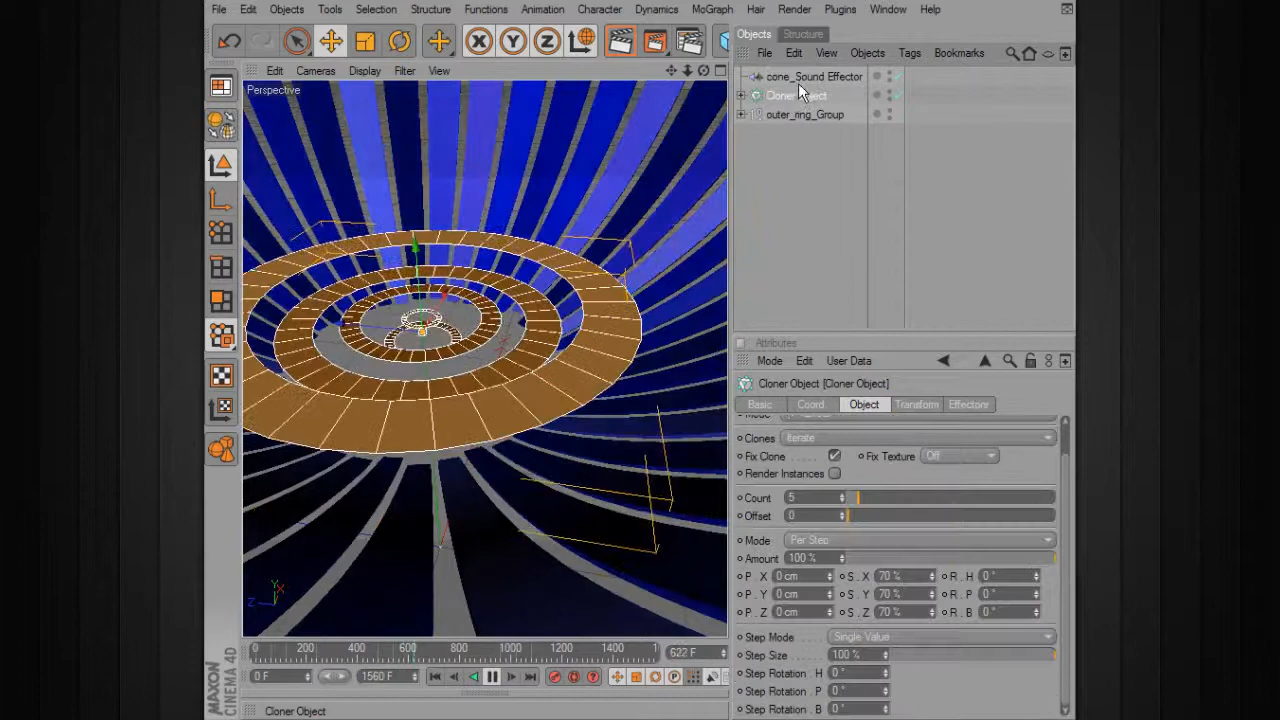 File Edit Objects Tools Selection Structure Functions Animation Character Dynamics MoGraph Hair Render Plugins Window Help
Objects Structure
File Edit View Objects Tags Bookmarks
Edit Cameras Display Filter View
Perspective
cone_Sound Effector
Cloner Object
outer_ring_Group
Attributes
Mode Edit User Data
Cloner Object [Cloner Object]
Basic Coord Object Transform Effectors
Clones Iterate
Fix Clone Fix Texture Off
Render Instances
Count 5
Offset 0
Mode Per Step
Amount 100 %
P . X 0 cm S . X 70 % R . H 0 °
P . Y 0 cm S . Y 70 % R . P 0 °
P . Z 0 cm S . Z 70 % R . B 0 °
Step Mode Single Value
Step Size 100 %
Step Rotation . H 0 °
Step Rotation . P 0 °
Step Rotation . B 0 °
0 200 400 600 800 1000 1200 1400 622 F
0 F 1560 F
Cloner Object
MAXON
CINEMA 4D
X Y Z
Y X Z